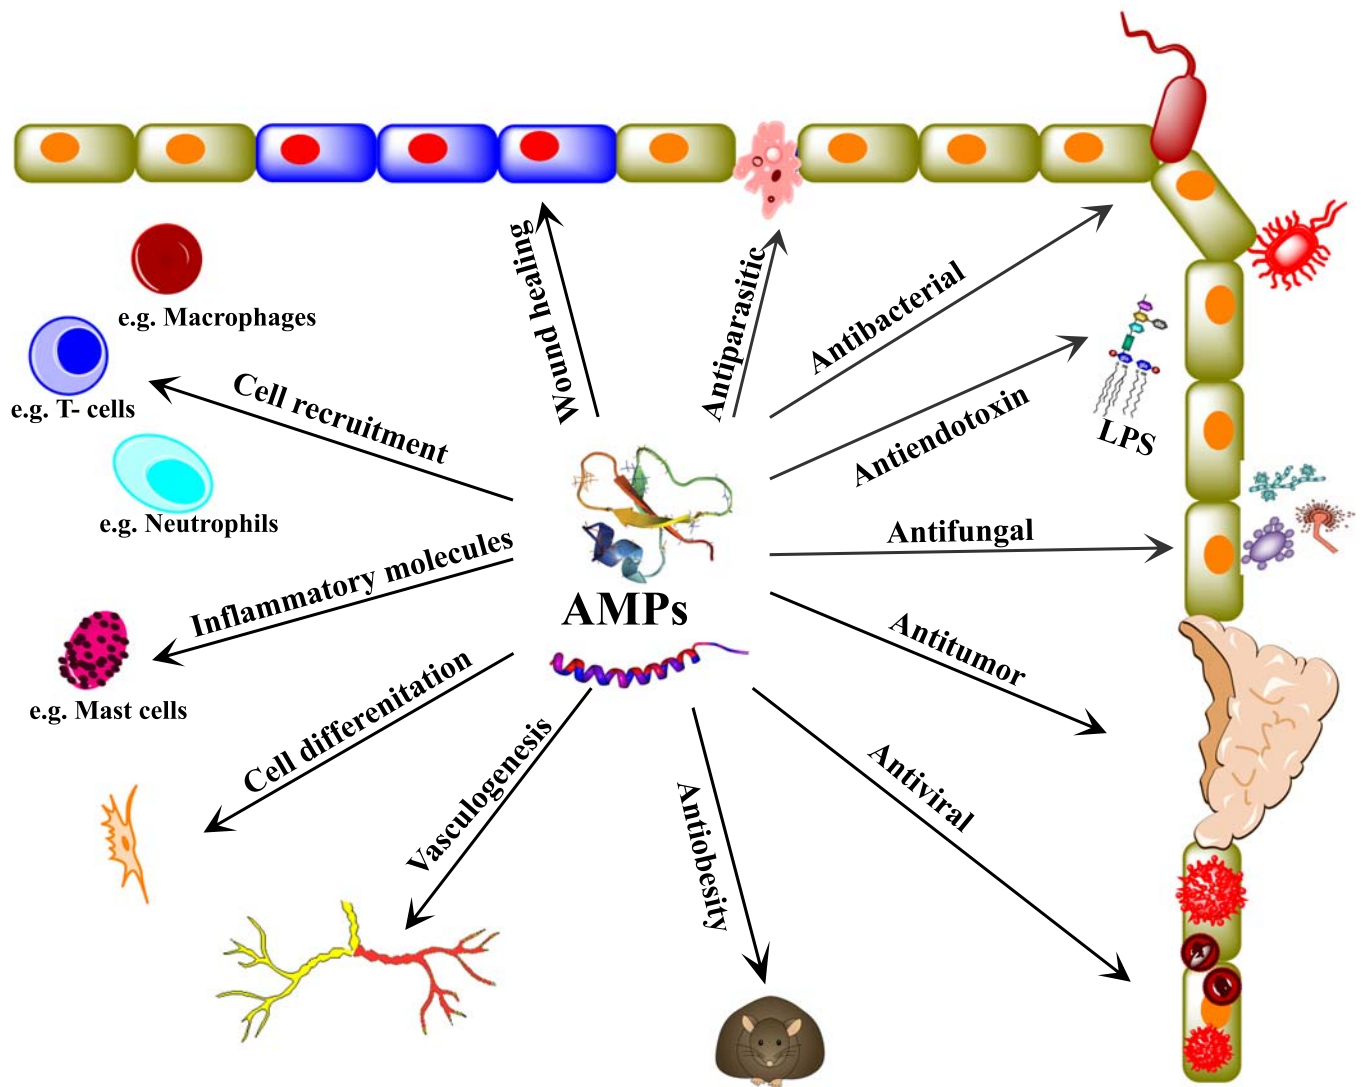 Wound healing
Antiparasitic
Antibacterial
e.g. Macrophages
e.g. T- cells
Cell recruitment
Antiendotoxin
LPS
e.g. Neutrophils
Antifungal
Inflammatory molecules
AMPs
Antitumor
e.g. Mast cells
Cell differenitation
Vasculogenesis
Antiobesity
Antiviral